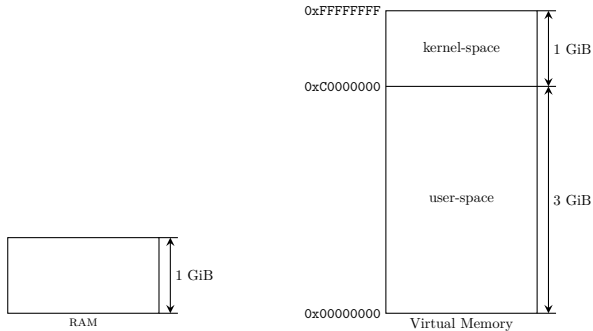 0xFFFFFFFF
kernel-space
1 GiB
0xC0000000
user-space
3 GiB
1 GiB
0x00000000
RAM
Virtual Memory